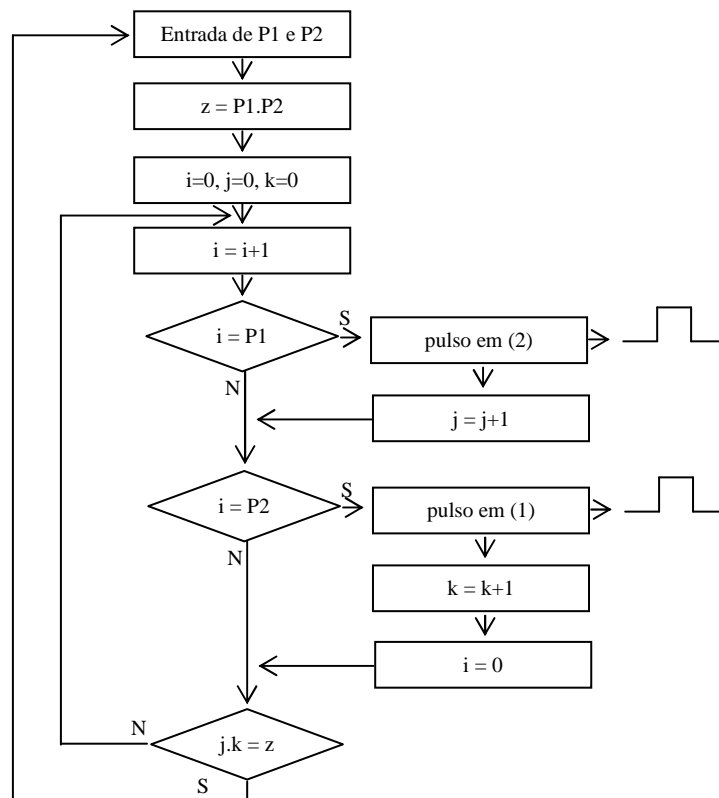 Entrada de P1 e P2
z = P1.P2
i=0, j=0, k=0
i = i+1
i = P1
S
pulso em (2)
N
j = j+1
i = P2
S
pulso em (1)
N
k = k+1
i = 0
N
j.k = z
S